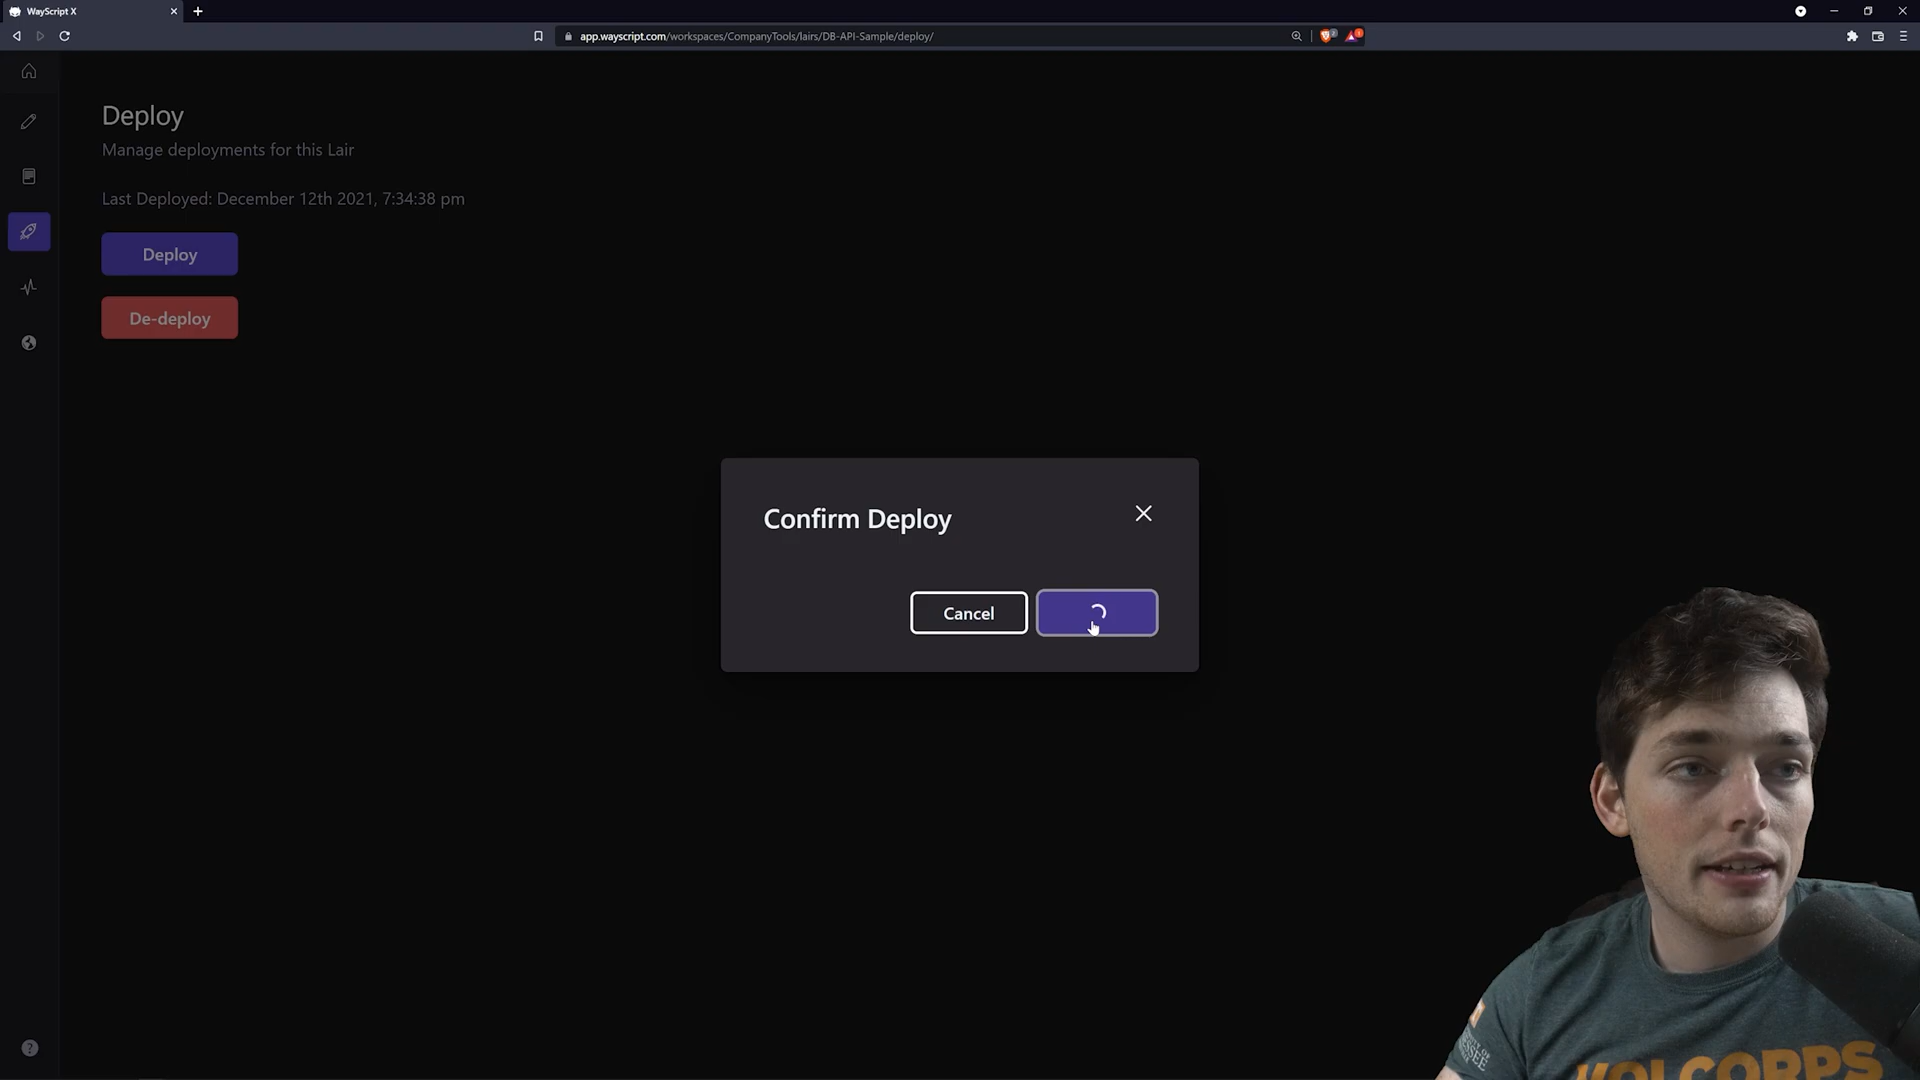 WayScript X
app.wayscript.com/workspaces/CompanyTools/lairs/DB-API-Sample/deploy/
Deploy
Manage deployments for this Lair
Last Deployed: December 12th 2021, 7:34:38 pm
Deploy
De-deploy
Confirm Deploy
Cancel
VOLCORPS